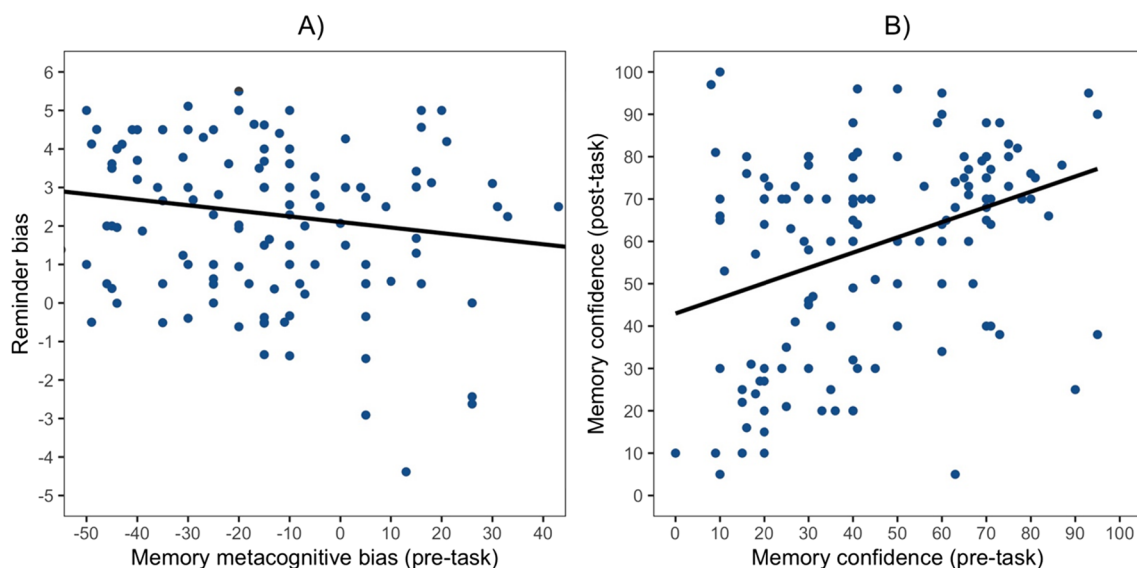 A)
B)
Reminder bias
6
5
4
3
2
1
0
-1
-2
-3
-4
-5
-50 -40 -30 -20 -10 0 10 20 30 40
Memory metacognitive bias (pre-task)
Memory confidence (post-task)
100
90
80
70
60
50
40
30
20
10
0
0 10 20 30 40 50 60 70 80 90 100
Memory confidence (pre-task)